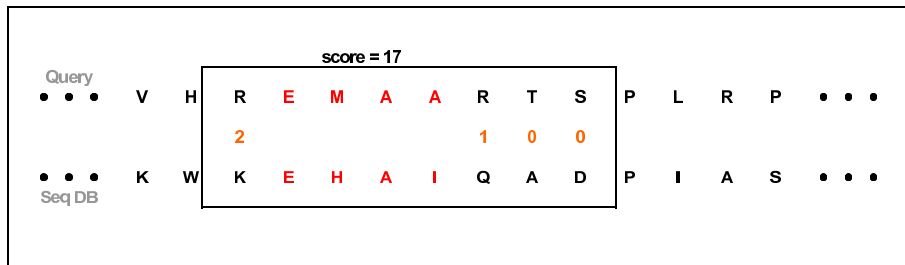 score = 17
Query
• • • V H R E M A A R T S P L R P • • •
2 1 0 0
• • • K W K E H A I Q A D P I A S • • •
Seq DB